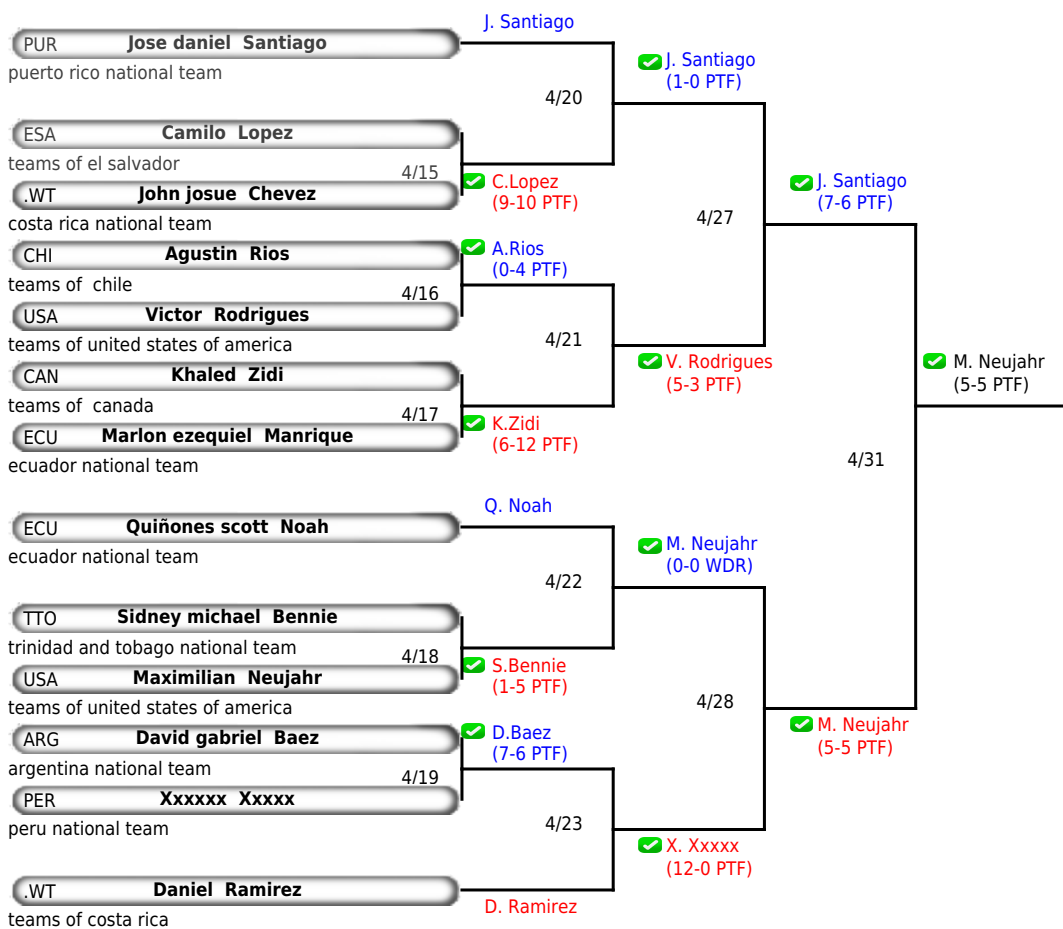 J. Santiago
PUR Jose daniel Santiago
puerto rico national team
J. Santiago
(1-0 PTF)
4/20
ESA Camilo Lopez
teams of el salvador
4/15
C.Lopez
(9-10 PTF)
.WT John josue Chevez
costa rica national team
J. Santiago
(7-6 PTF)
4/27
CHI Agustin Rios
teams of chile
A.Rios
(0-4 PTF)
4/16
USA Victor Rodrigues
teams of united states of america
4/21
V. Rodrigues
(5-3 PTF)
CAN Khaled Zidi
teams of canada
4/17
K.Zidi
(6-12 PTF)
ECU Marlon ezequiel Manrique
ecuador national team
M. Neujahr
(5-5 PTF)
4/31
Q. Noah
ECU Quiñones scott Noah
ecuador national team
M. Neujahr
(0-0 WDR)
4/22
TTO Sidney michael Bennie
trinidad and tobago national team
4/18
S.Bennie
(1-5 PTF)
USA Maximilian Neujahr
teams of united states of america
4/28
M. Neujahr
(5-5 PTF)
ARG David gabriel Baez
argentina national team
D.Baez
(7-6 PTF)
4/19
PER Xxxxxx Xxxxx
peru national team
4/23
X. Xxxxx
(12-0 PTF)
.WT Daniel Ramirez
teams of costa rica
D. Ramirez